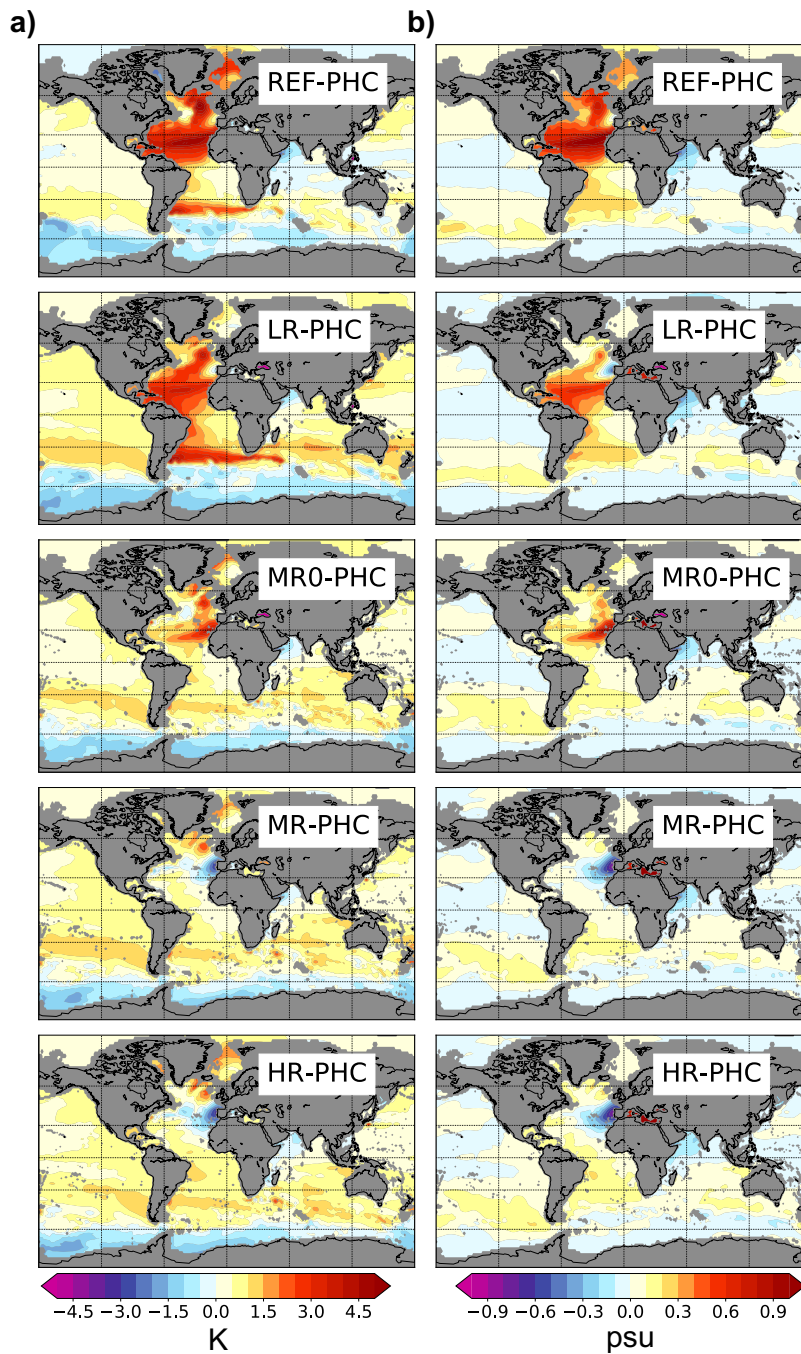 a) b)
REF-PHC REF-PHC
LR-PHC LR-PHC
MR0-PHC MR0-PHC
MR-PHC MR-PHC
HR-PHC HR-PHC
−4.5 −3.0 −1.5 0.0 1.5 3.0 4.5 −0.9 −0.6 −0.3 0.0 0.3 0.6 0.9
K psu